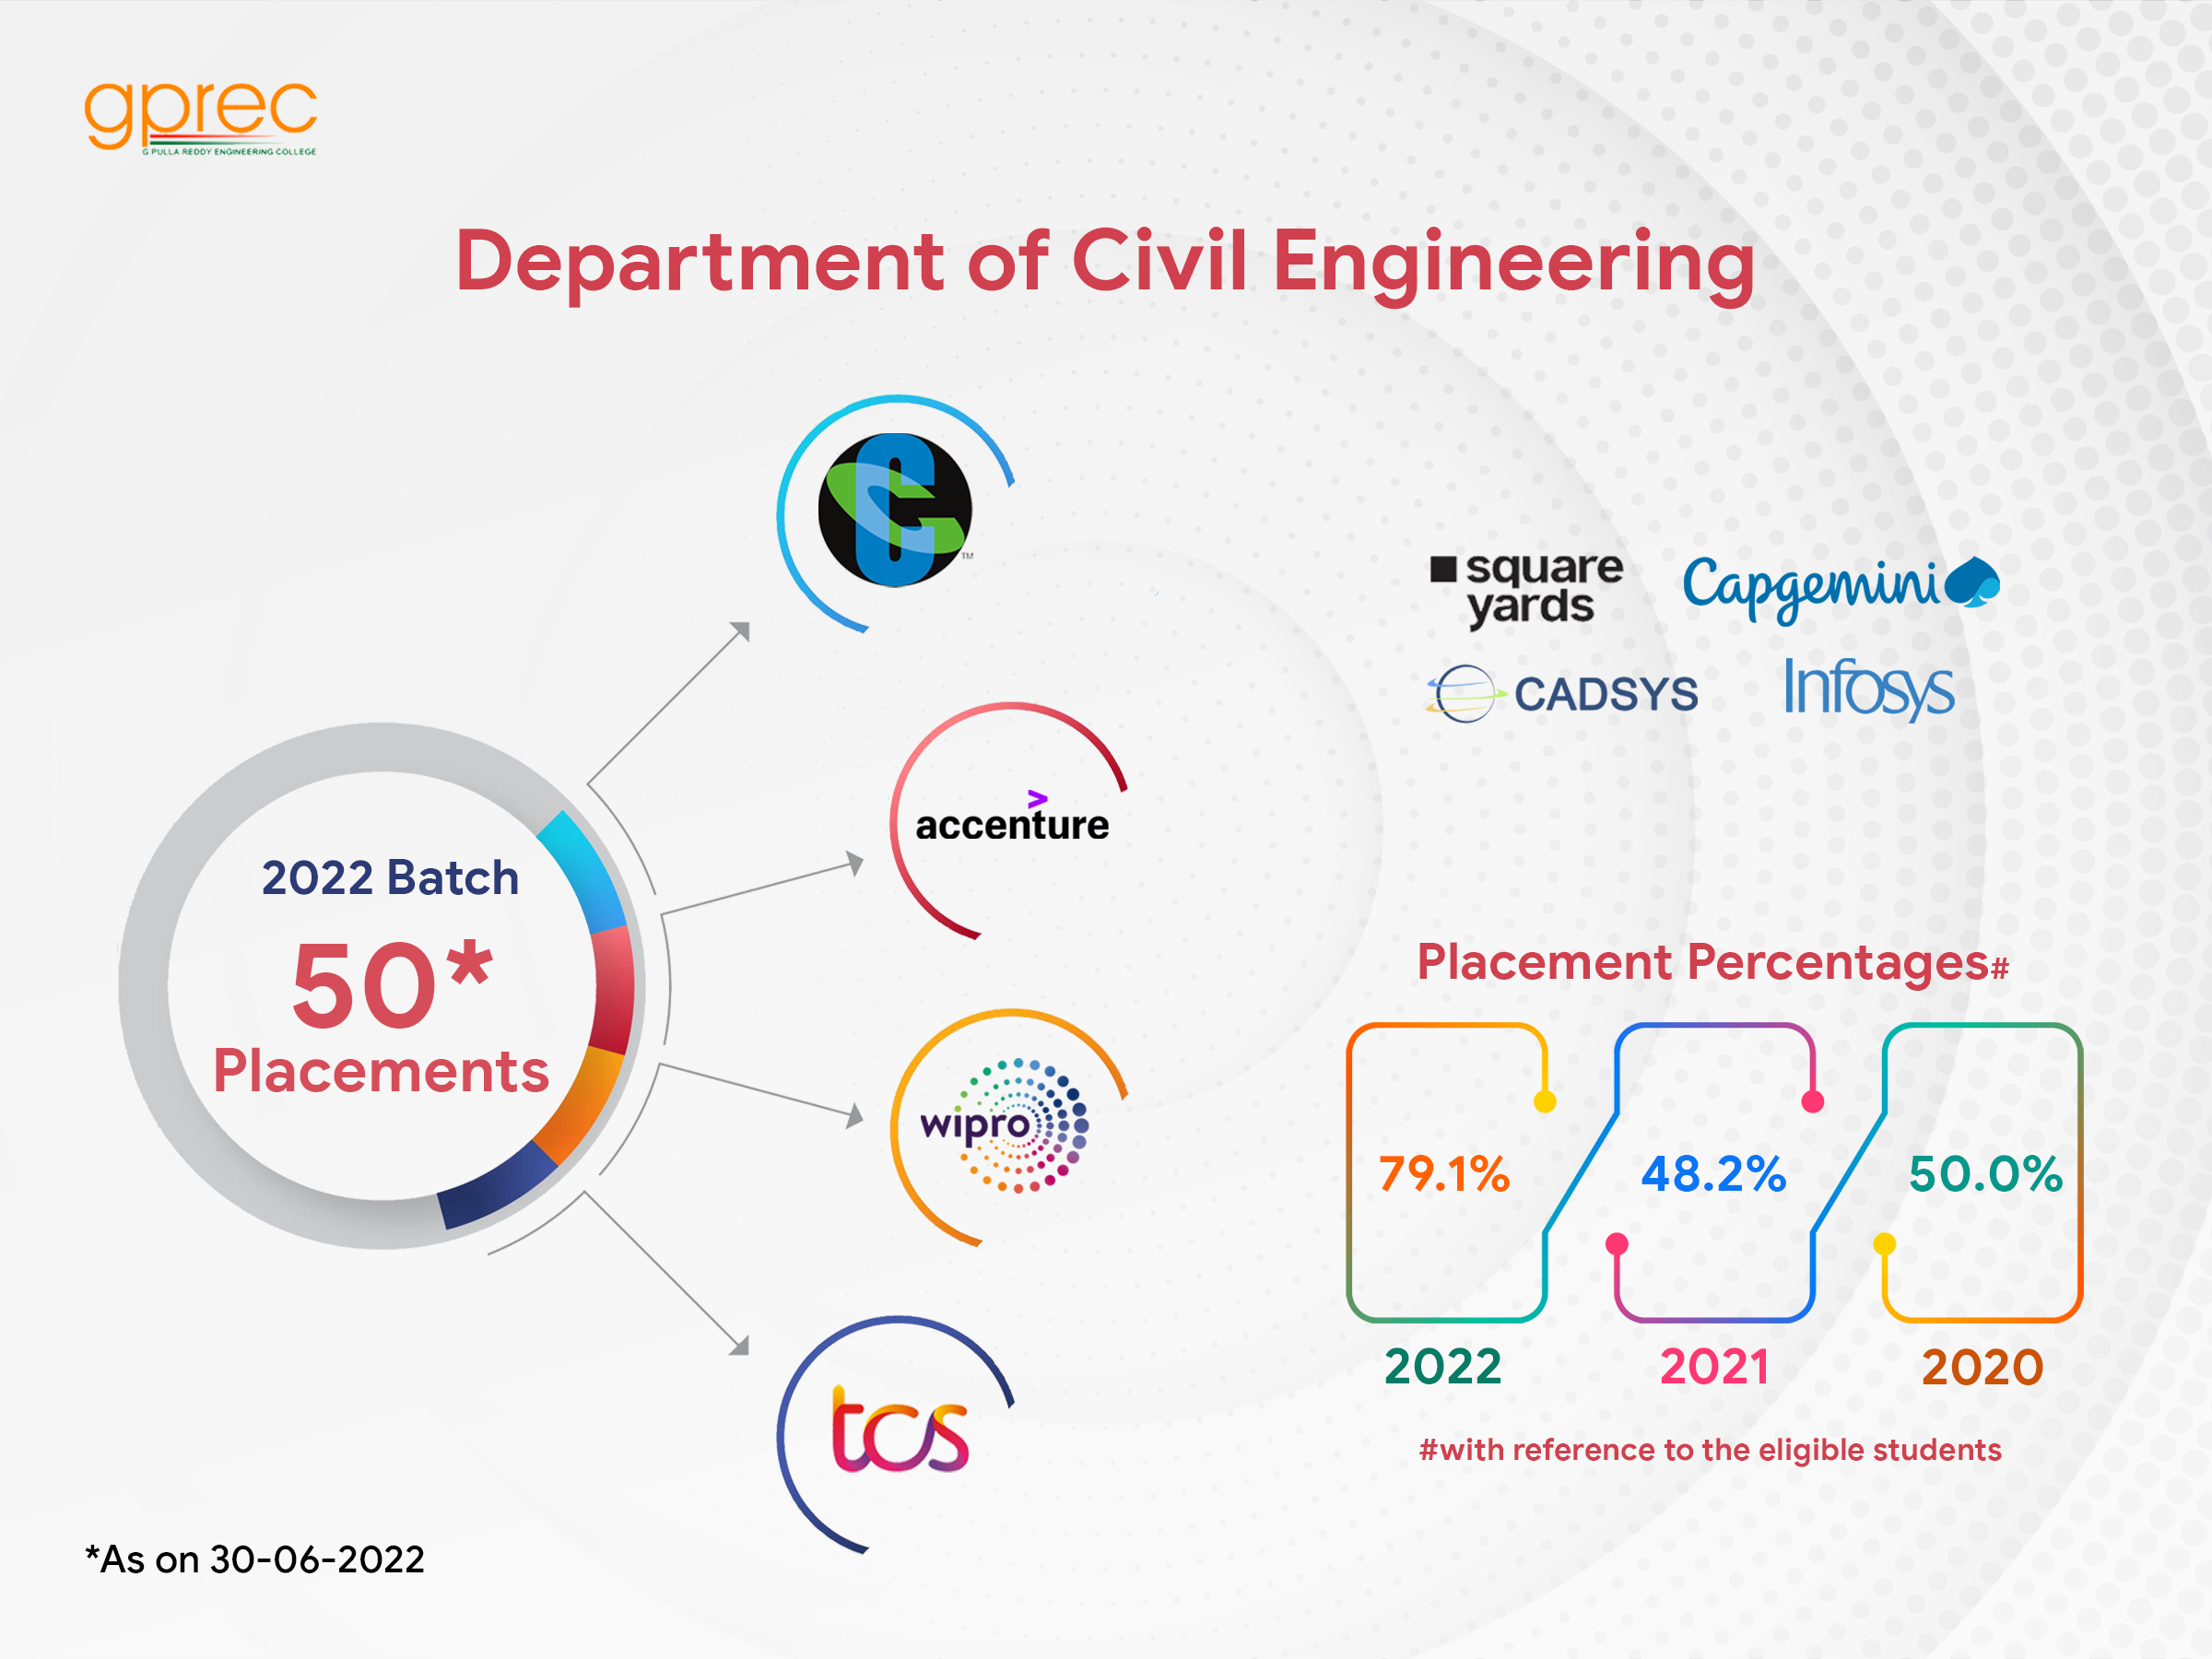 gprec
G.PULLA REDDY ENGINEERING COLLEGE
Department of Civil Engineering
TM
accenture
wipro
tcs
2022 Batch
50*
Placements
square
yards
Capgemini
CADSYS
Infosys
Placement Percentages#
79.1%
48.2%
50.0%
2022
2021
2020
#with reference to the eligible students
*As on 30-06-2022